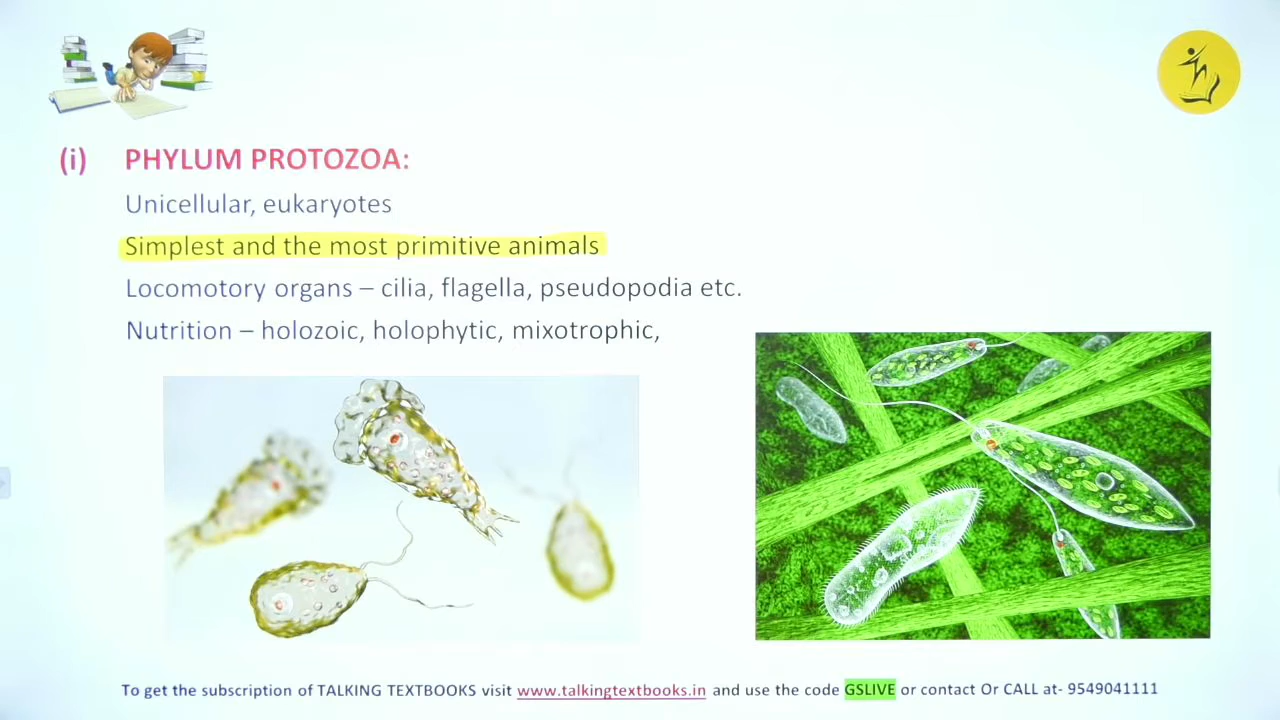 (i) PHYLUM PROTOZOA:
Unicellular, eukaryotes
Simplest and the most primitive animals
Locomotory organs – cilia, flagella, pseudopodia etc.
Nutrition – holozoic, holophytic, mixotrophic,
To get the subscription of TALKING TEXTBOOKS visit www.talkingtextbooks.in and use the code GSLIVE or contact Or CALL at- 9549041111